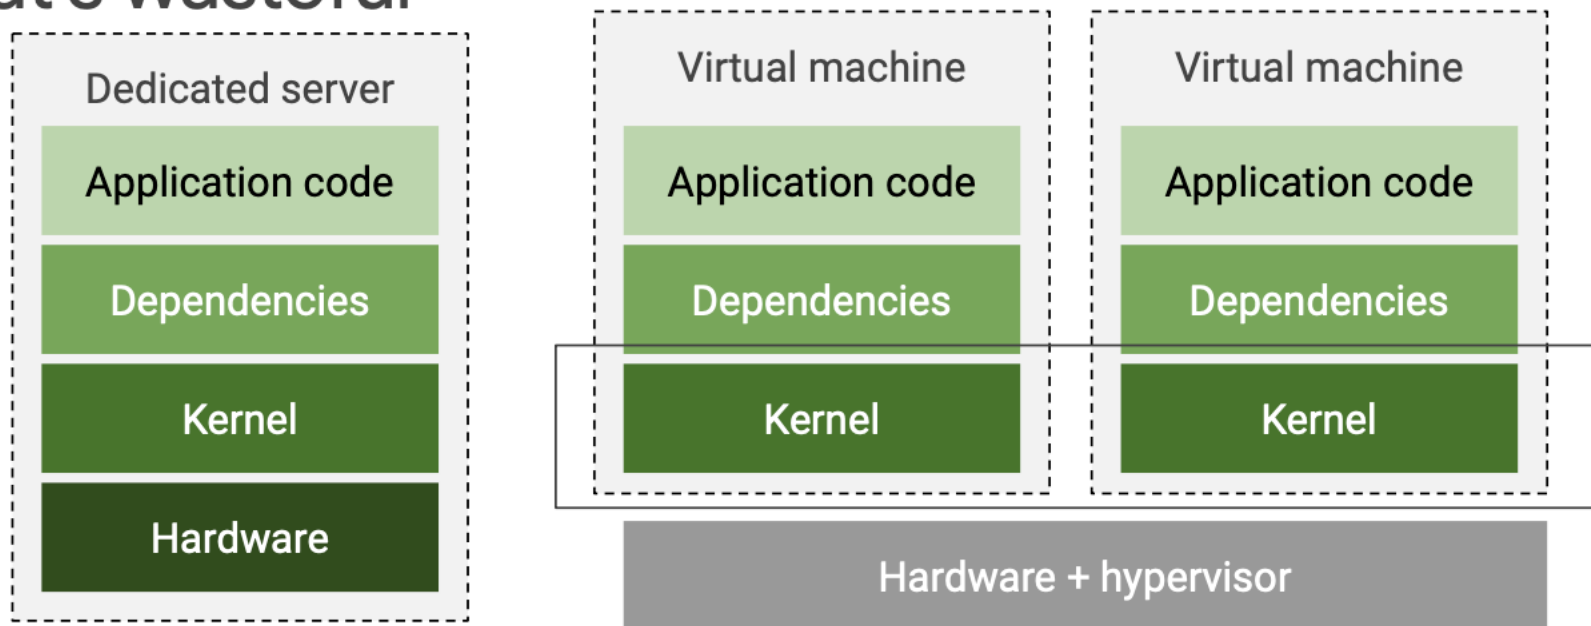 Dedicated server
Application code
Dependencies
Kernel
Hardware
Virtual machine
Application code
Dependencies
Kernel
Virtual machine
Application code
Dependencies
Kernel
Hardware + hypervisor